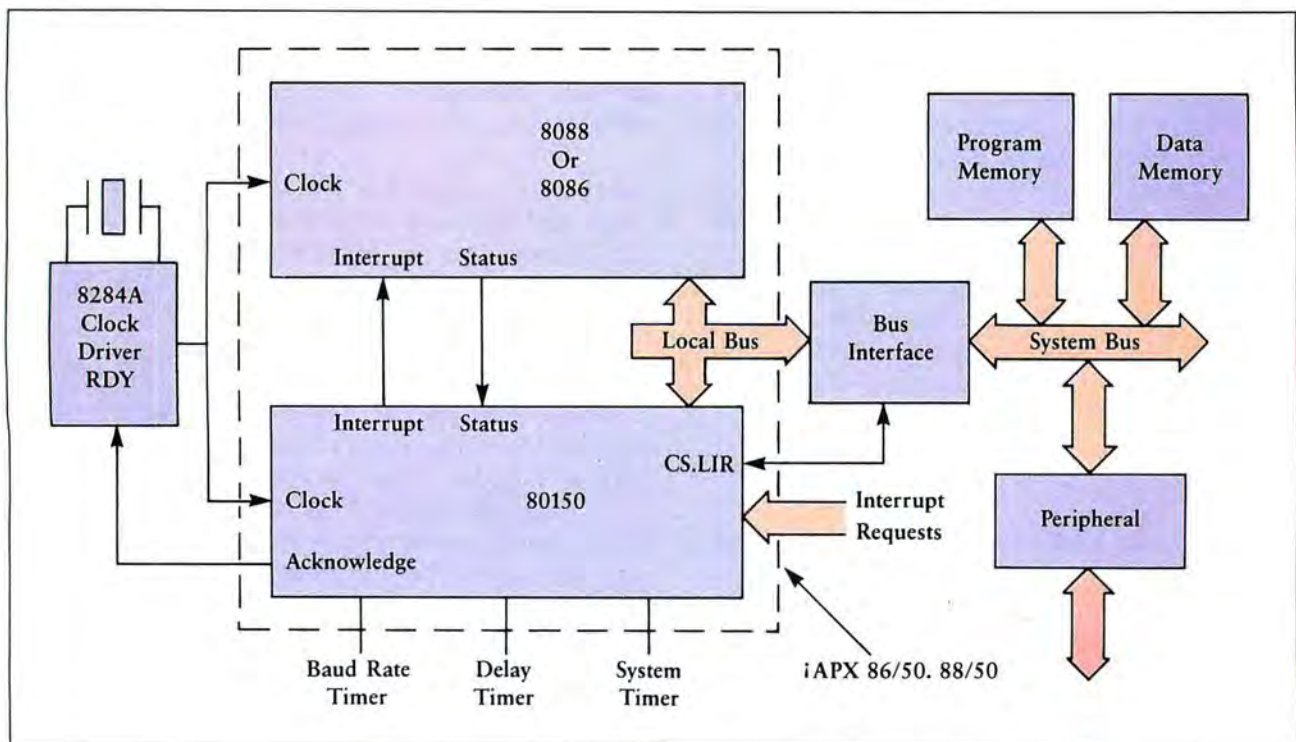 8284A
Clock
Driver
RDY
8088
Or
8086
Clock
Interrupt Status
Interrupt Status
CS.LIR
Clock
80150
Acknowledge
Local Bus
Bus
Interface
Program
Memory
Data
Memory
System Bus
Peripheral
Interrupt
Requests
Baud Rate
Timer
Delay
Timer
System
Timer
iAPX 86/50. 88/50